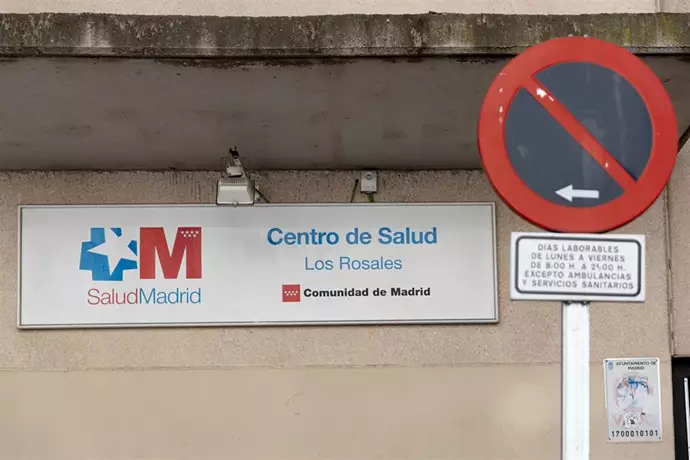 M
SaludMadrid
Centro de Salud
Los Rosales
Comunidad de Madrid
DÍAS LABORABLES
DE LUNES A VIERNES
DE 8:00 H. A 21:00 H.
EXCEPTO AMBULANCIAS
Y SERVICIOS SANITARIOS
AYUNTAMIENTO DE
MADRID
1700010101